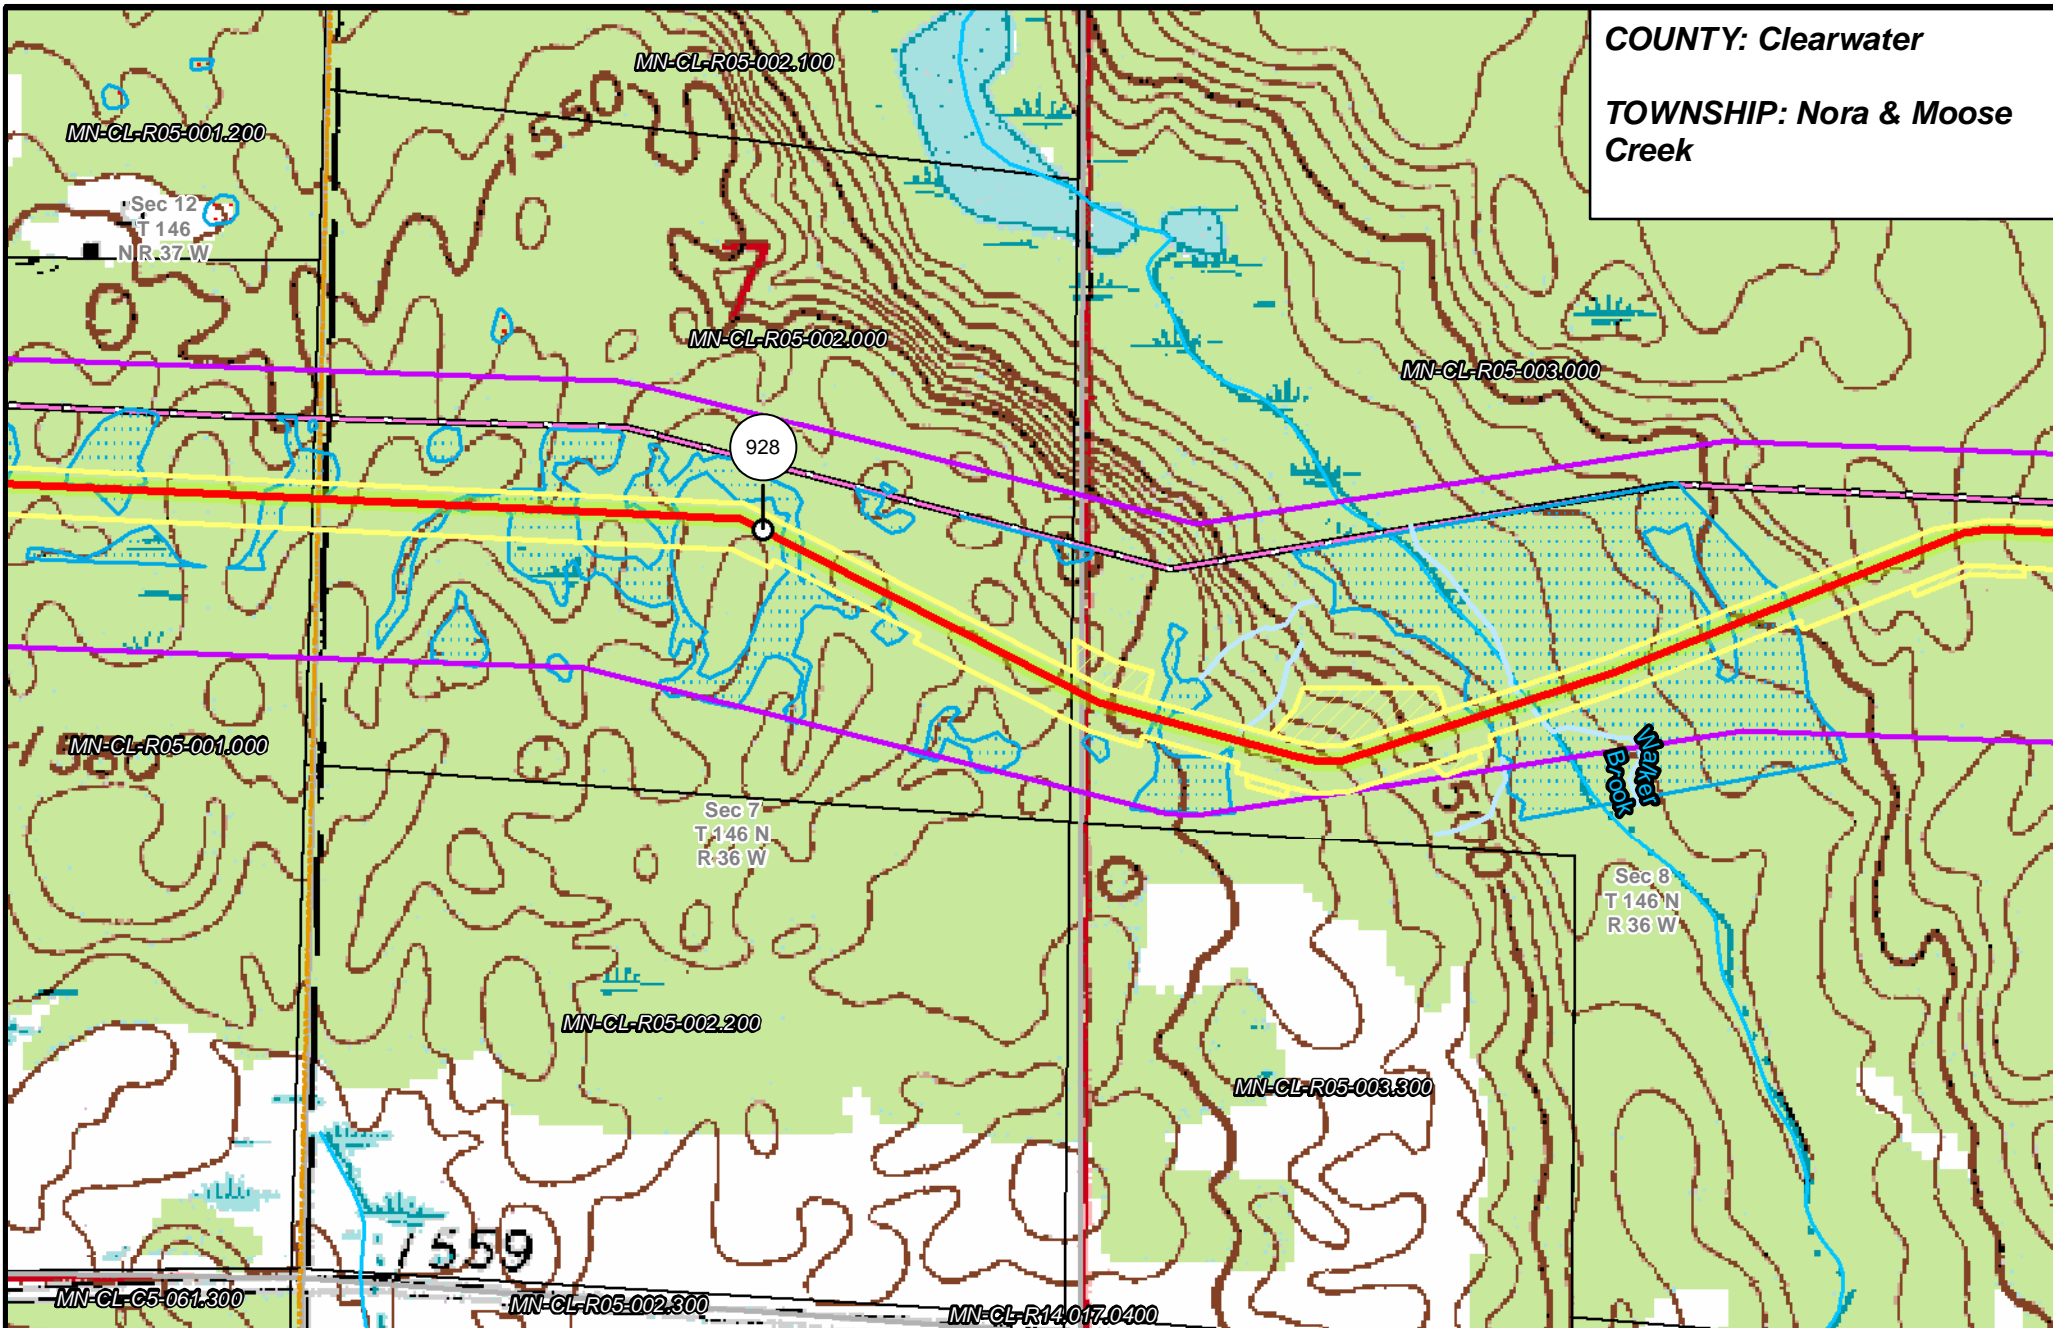 COUNTY: Clearwater
TOWNSHIP: Nora & Moose
Creek
MN-CL-R05-002.100
MN-CL-R05-001.200
1550
Sec 12
T 146
N R 37 W
7
MN-CL-R05-002.000
MN-CL-R05-003.000
928
MN-CL-R05-001.000
Walker
Brook
Sec 7
T 146 N
R 36 W
Sec 8
T 146 N
R 36 W
MN-CL-R05-002.200
MN-CL-R05-003.300
1559
MN-CL-C5-061.300
MN-CL-R05-002.300
MN-CL-R14.017.0400